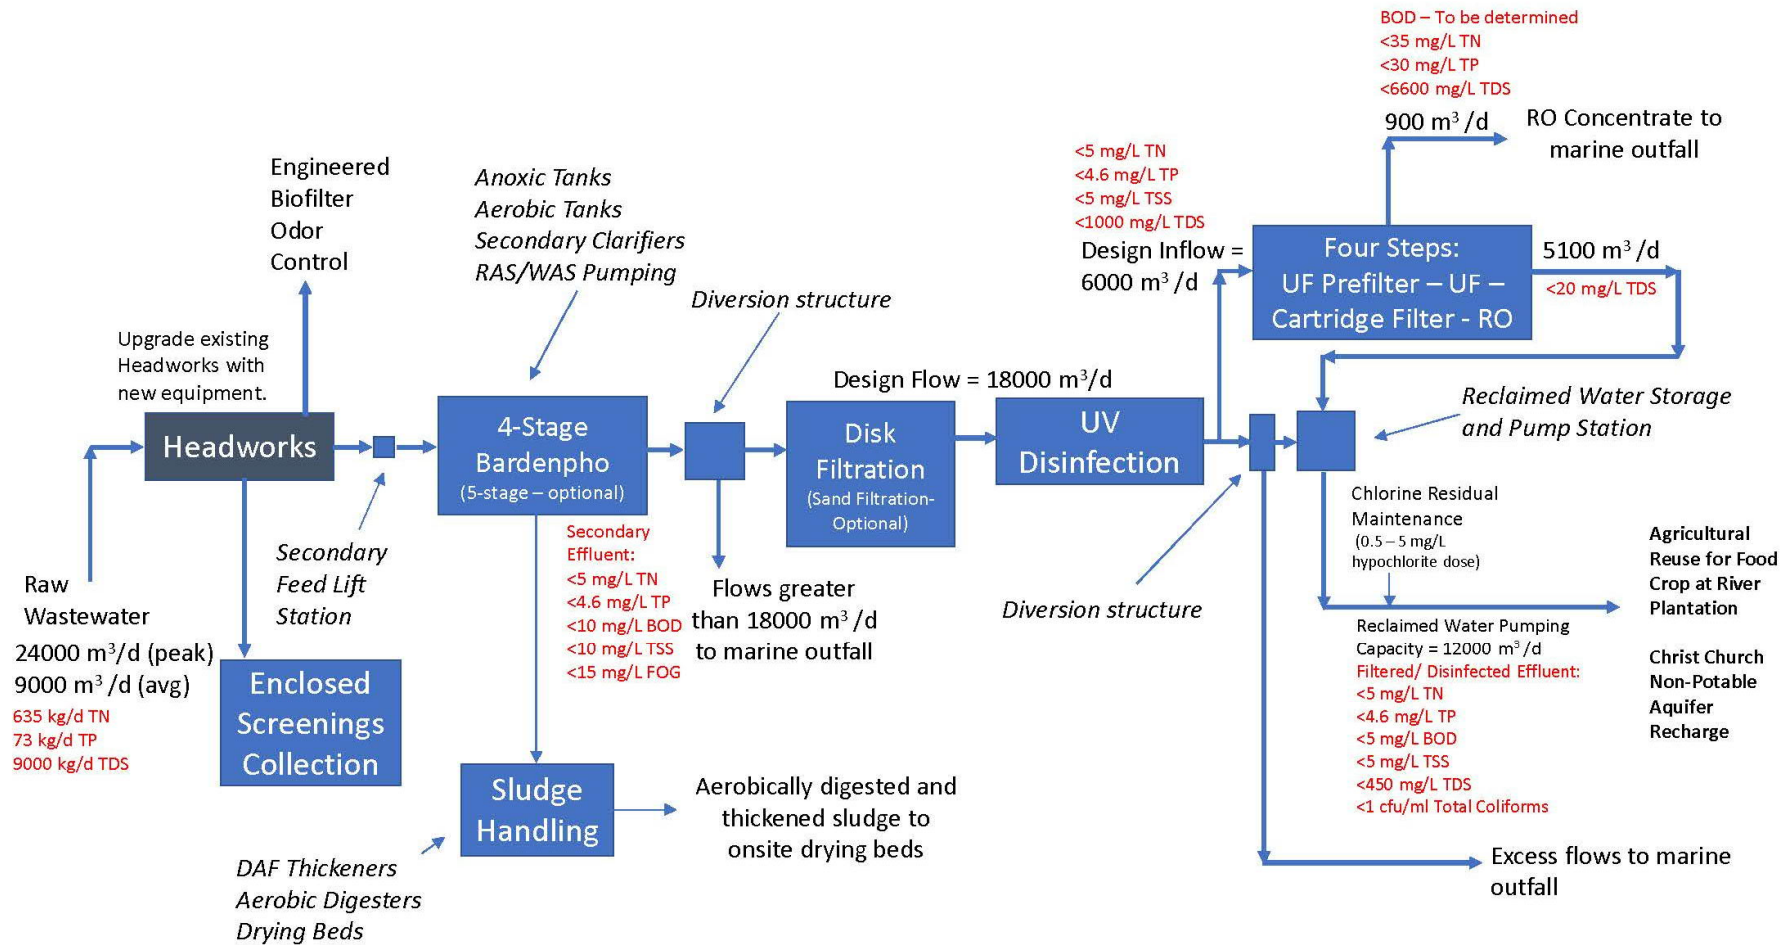 BOD – To be determined
<35 mg/L TN
<30 mg/L TP
<6600 mg/L TDS
900 m³/d
RO Concentrate to
marine outfall
Engineered
Biofilter
Odor
Control
Anoxic Tanks
Aerobic Tanks
Secondary Clarifiers
RAS/WAS Pumping
Diversion structure
<5 mg/L TN
<4.6 mg/L TP
<5 mg/L TSS
<1000 mg/L TDS
Design Inflow =
6000 m³/d
Four Steps:
UF Prefilter – UF –
Cartridge Filter - RO
5100 m³/d
<20 mg/L TDS
Upgrade existing
Headworks with
new equipment.
Headworks
4-Stage
Bardenpho
(5-stage – optional)
Design Flow = 18000 m³/d
Disk
Filtration
(Sand Filtration-
Optional)
UV
Disinfection
Reclaimed Water Storage
and Pump Station
Secondary
Feed Lift
Station
Raw
Wastewater
24000 m³/d (peak)
9000 m³/d (avg)
635 kg/d TN
73 kg/d TP
9000 kg/d TDS
Enclosed
Screenings
Collection
Secondary
Effluent:
<5 mg/L TN
<4.6 mg/L TP
<10 mg/L BOD
<10 mg/L TSS
<15 mg/L FOG
Flows greater
than 18000 m³/d
to marine outfall
Diversion structure
Chlorine Residual
Maintenance
(0.5 – 5 mg/L
hypochlorite dose)
Agricultural
Reuse for Food
Crop at River
Plantation
Christ Church
Non-Potable
Aquifer
Recharge
Reclaimed Water Pumping
Capacity = 12000 m³/d
Filtered/ Disinfected Effluent:
<5 mg/L TN
<4.6 mg/L TP
<5 mg/L BOD
<5 mg/L TSS
<450 mg/L TDS
<1 cfu/ml Total Coliforms
Sludge
Handling
Aerobically digested and
thickened sludge to
onsite drying beds
DAF Thickeners
Aerobic Digesters
Drying Beds
Excess flows to marine
outfall